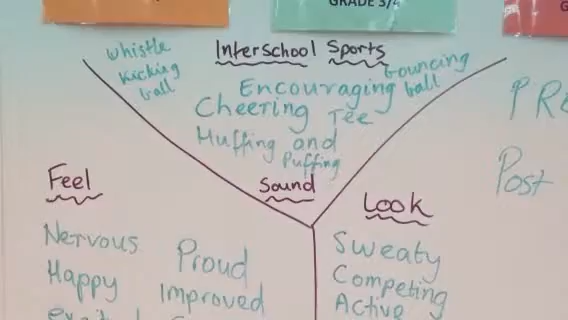 GRADE 3/4
Interschool Sports
whistle
kicking
ball
bouncing
ball
Encouraging
Cheering Tee
Huffing and
Puffing
Sound
Feel
Nervous
Happy
Proud
Improved
Look
Sweaty
Competing
Active
PRE
Post